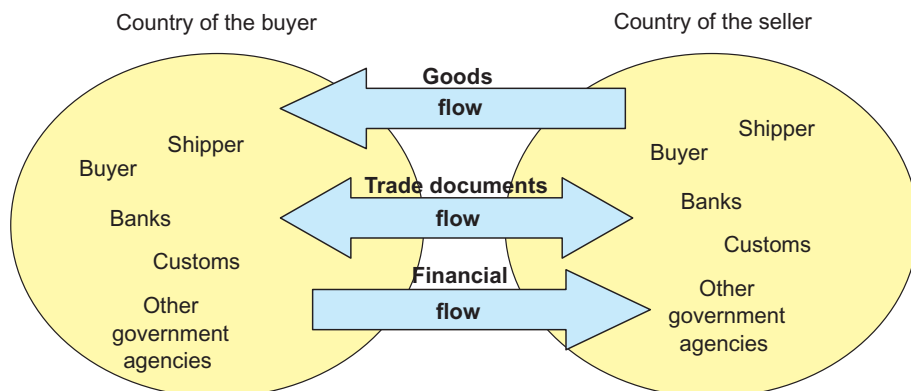 Country of the buyer
Country of the seller
Goods
flow
Shipper
Buyer
Banks
Customs
Other
government
agencies
Trade documents
flow
Financial
flow
Shipper
Buyer
Banks
Customs
Other
government
agencies